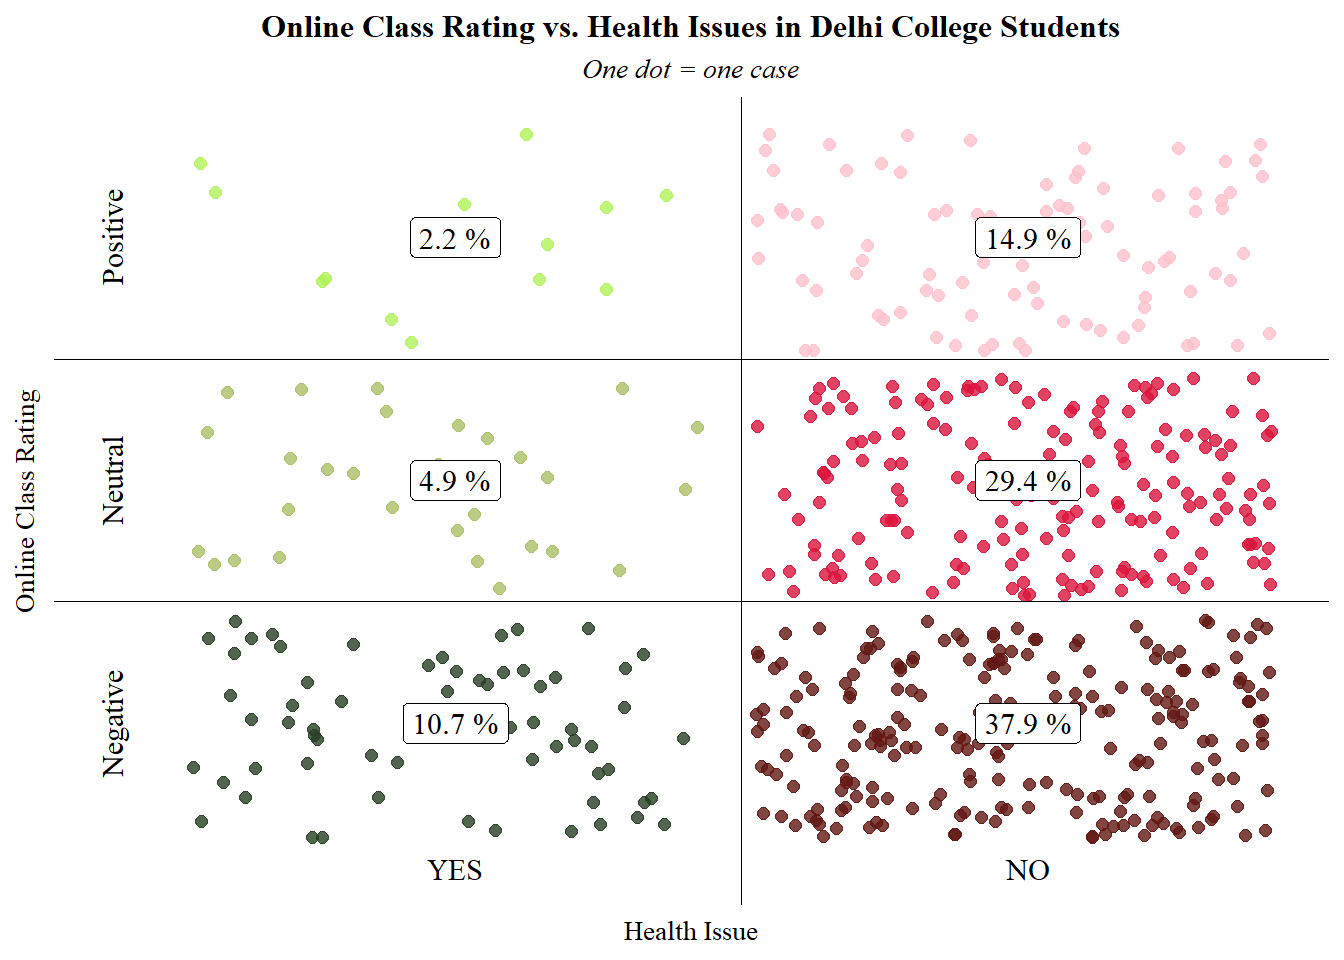 Online Class Rating vs. Health Issues in Delhi College Students
One dot = one case
Positive
2.2 %
14.9 %
Online Class Rating
Neutral
4.9 %
29.4 %
Negative
10.7 %
37.9 %
YES
NO
Health Issue